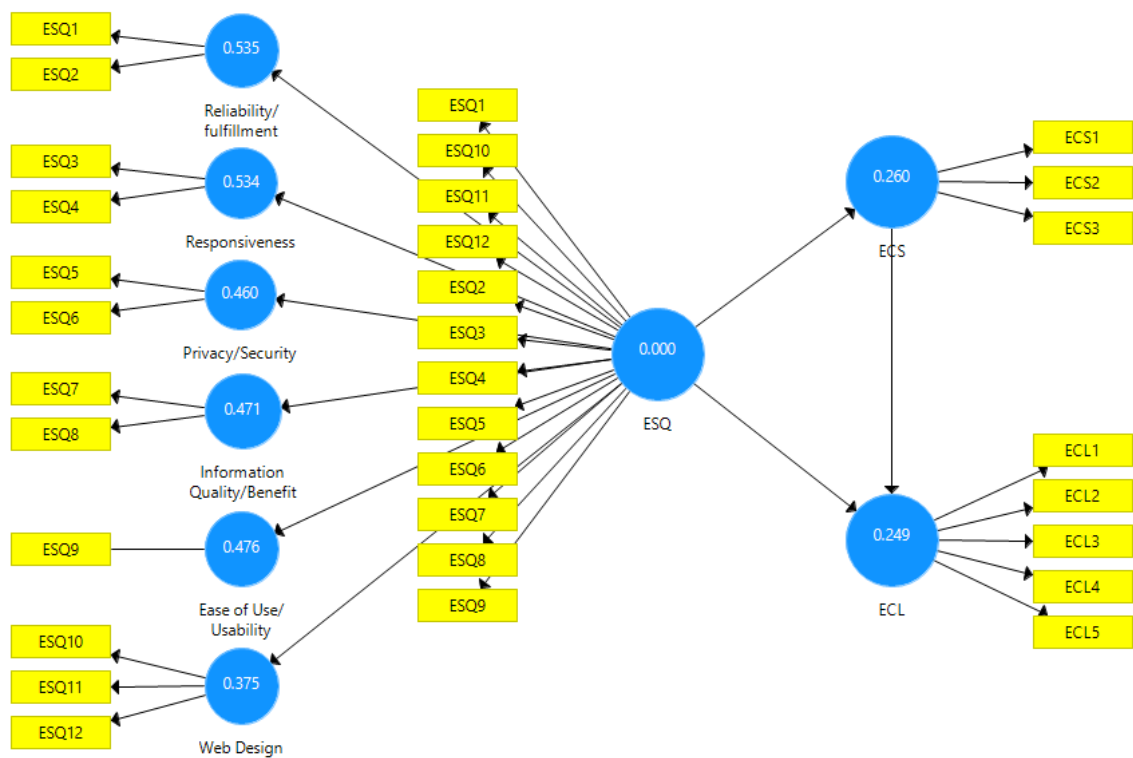 ESQ1
ESQ2
0.535
Reliability/
fulfillment
ESQ3
ESQ4
0.534
Responsiveness
ESQ5
ESQ6
0.460
Privacy/Security
ESQ7
ESQ8
0.471
Information
Quality/Benefit
ESQ9
0.476
Ease of Use/
Usability
ESQ10
ESQ11
ESQ12
0.375
Web Design
ESQ1
ESQ10
ESQ11
ESQ12
ESQ2
ESQ3
ESQ4
ESQ5
ESQ6
ESQ7
ESQ8
ESQ9
0.000
ESQ
0.260
ECS
ECS1
ECS2
ECS3
0.249
ECL
ECL1
ECL2
ECL3
ECL4
ECL5